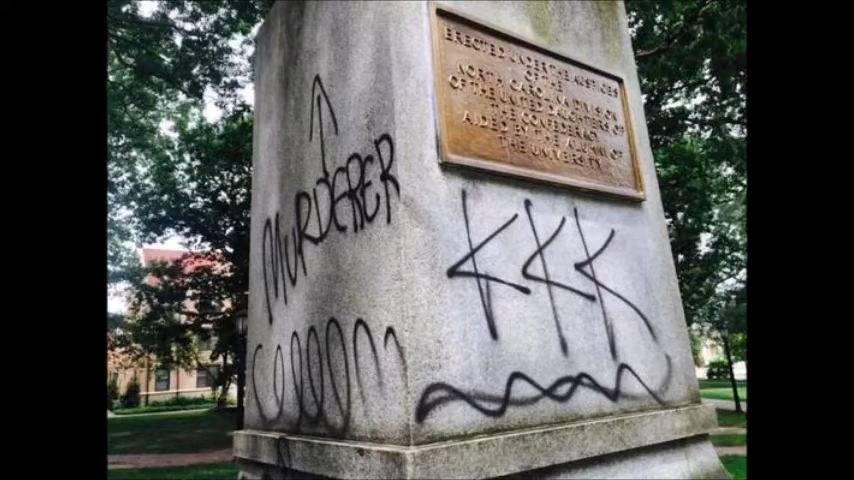 ERECTED UNDER THE AUSPICES
OF THE
NORTH CAROLINA DIVISION
OF THE UNITED DAUGHTERS OF
THE CONFEDERACY
AIDED BY THE ALUMNI OF
THE UNIVERSITY
MURDERER
KKK